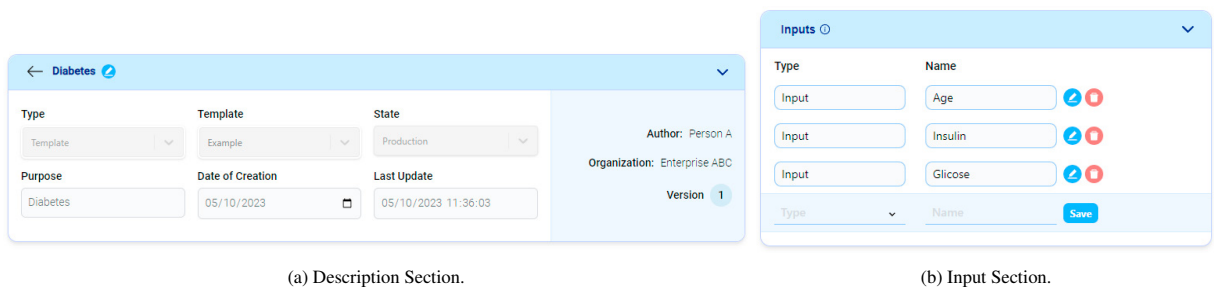 Diabetes
Type Template State
Template Example Production
Purpose Date of Creation Last Update
Diabetes 05/10/2023 05/10/2023 11:36:03
Author: Person A
Organization: Enterprise ABC
Version 1
(a) Description Section.
Inputs
Type Name
Input Age
Input Insulin
Input Glicose
Type Name Save
(b) Input Section.